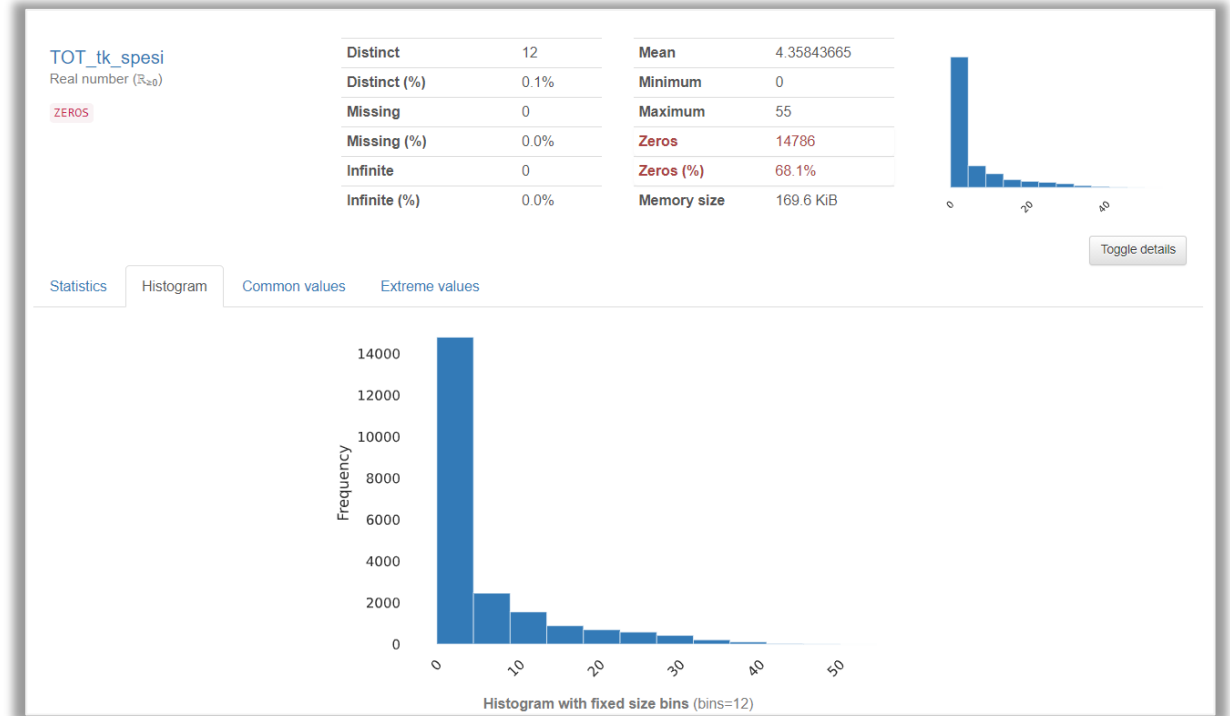 TOT_tk_spesi
Real number (ℝ≥0)
ZEROS
Distinct 12
Distinct (%) 0.1%
Missing 0
Missing (%) 0.0%
Infinite 0
Infinite (%) 0.0%
Mean 4.35843665
Minimum 0
Maximum 55
Zeros 14786
Zeros (%) 68.1%
Memory size 169.6 KiB
0 20 40
Toggle details
Statistics Histogram Common values Extreme values
Frequency
14000
12000
10000
8000
6000
4000
2000
0
0 10 20 30 40 50
Histogram with fixed size bins (bins=12)